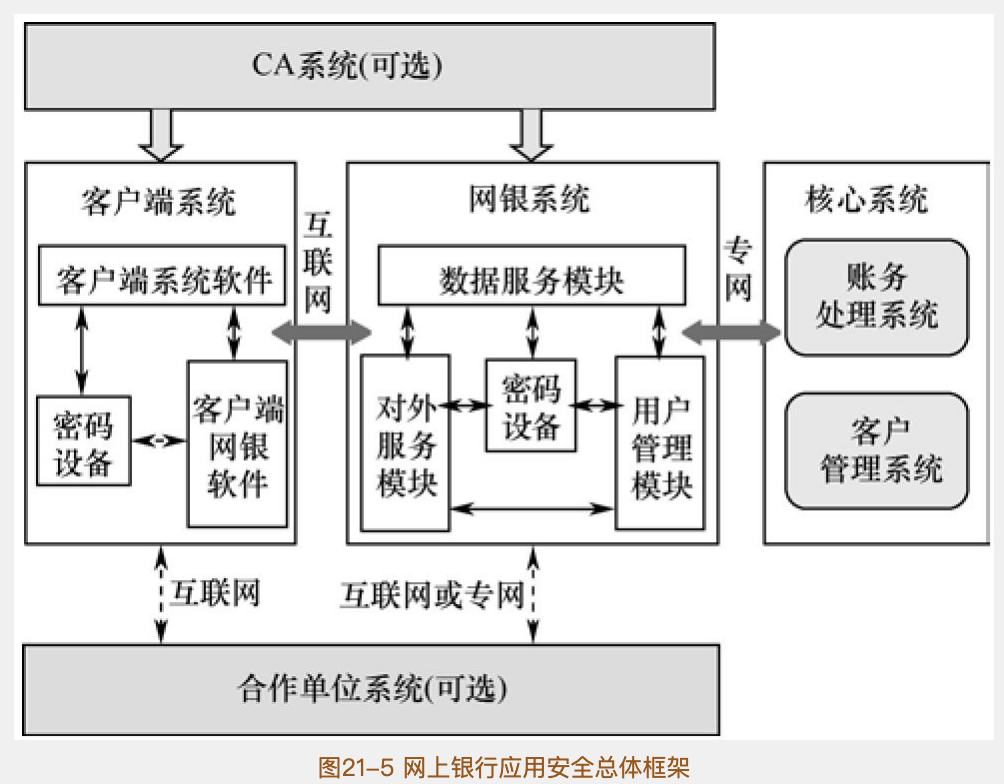 CA系统(可选)
客户端系统
客户端系统软件
密码
设备
客户端
网银
软件
互
联
网
网银系统
数据服务模块
对外
服务
模块
密码
设备
用户
管理
模块
专
网
核心系统
账务
处理系统
客户
管理系统
互联网
互联网或专网
合作单位系统(可选)
图21-5 网上银行应用安全总体框架